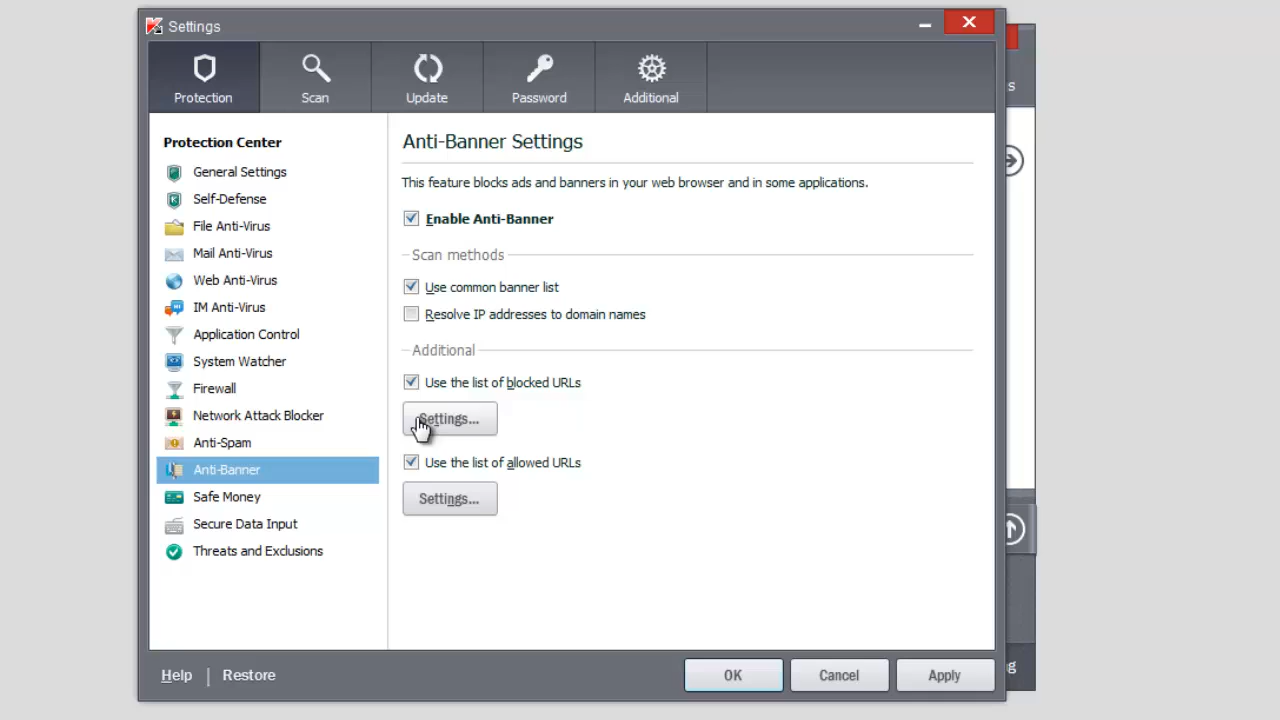 Settings
Protection
Scan
Update
Password
Additional
Protection Center
General Settings
Self-Defense
File Anti-Virus
Mail Anti-Virus
Web Anti-Virus
IM Anti-Virus
Application Control
System Watcher
Firewall
Network Attack Blocker
Anti-Spam
Anti-Banner
Safe Money
Secure Data Input
Threats and Exclusions
Anti-Banner Settings
This feature blocks ads and banners in your web browser and in some applications.
Enable Anti-Banner
Scan methods
Use common banner list
Resolve IP addresses to domain names
Additional
Use the list of blocked URLs
Settings...
Use the list of allowed URLs
Settings...
Help | Restore
OK
Cancel
Apply
s
g